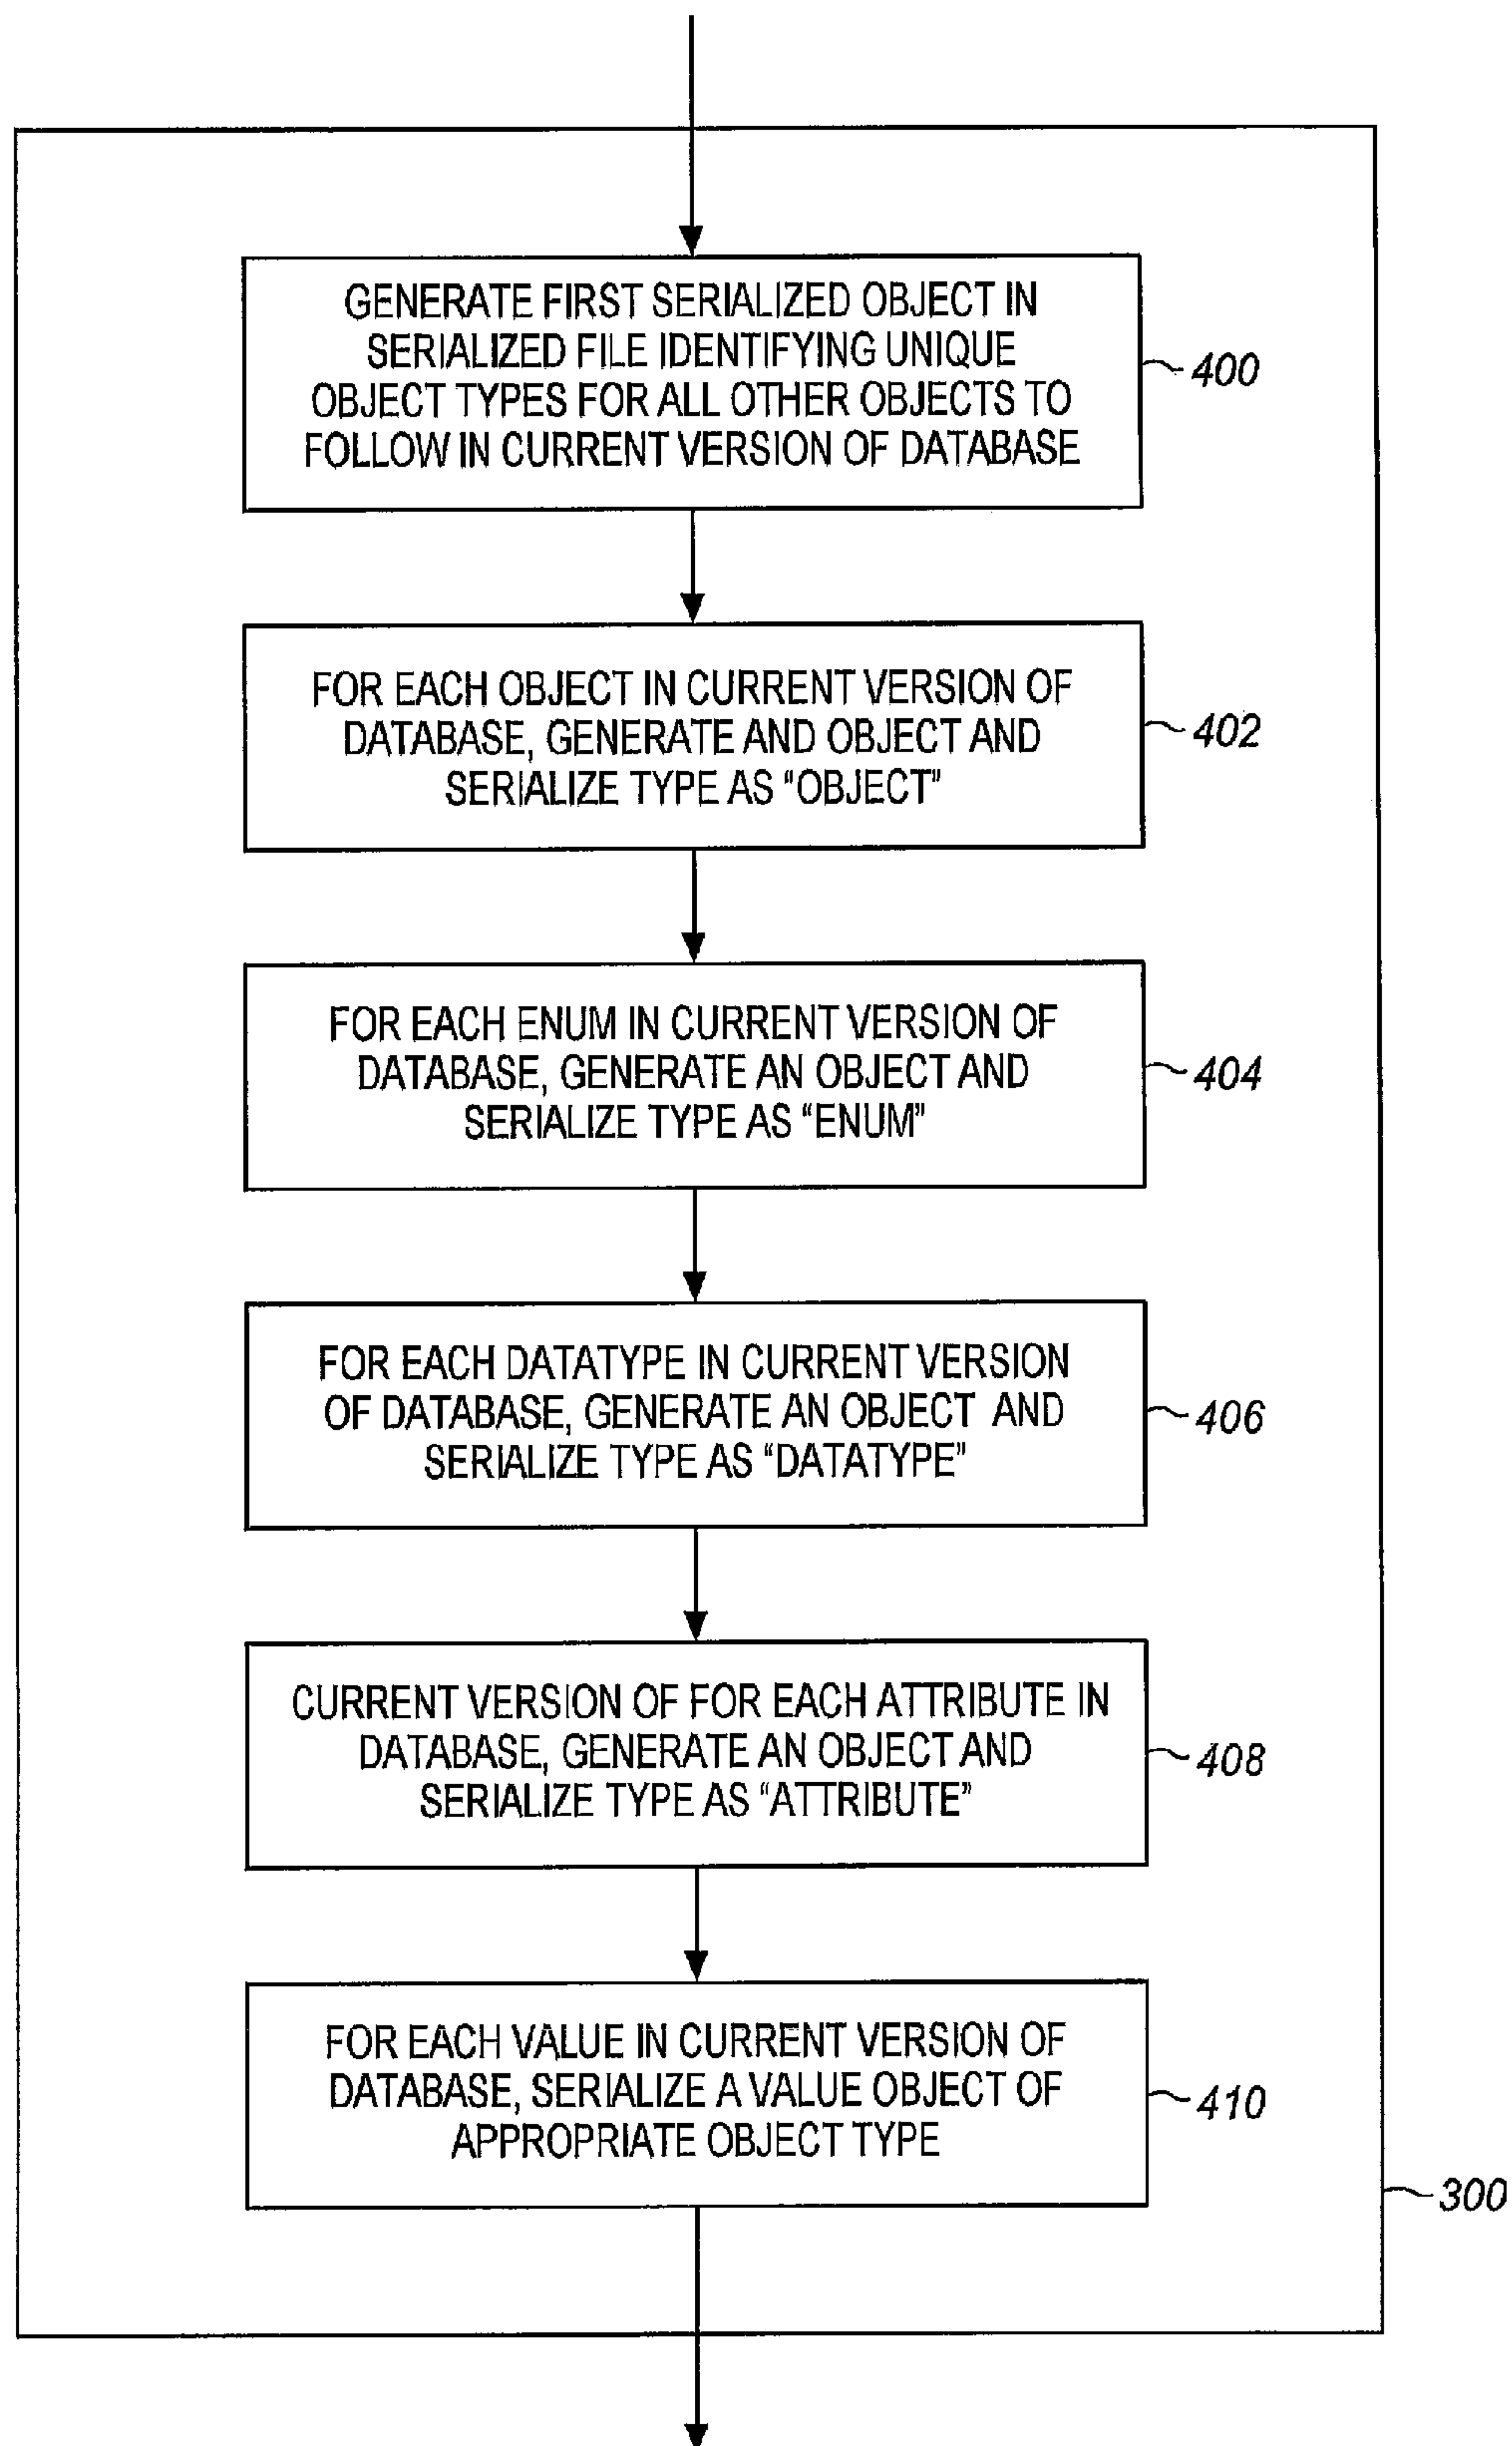 GENERATE FIRST SERIALIZED OBJECT IN
SERIALIZED FILE IDENTIFYING UNIQUE
OBJECT TYPES FOR ALL OTHER OBJECTS TO
FOLLOW IN CURRENT VERSION OF DATABASE
400
FOR EACH OBJECT IN CURRENT VERSION OF
DATABASE, GENERATE AND OBJECT AND
SERIALIZE TYPE AS “OBJECT”
402
FOR EACH ENUM IN CURRENT VERSION OF
DATABASE, GENERATE AN OBJECT AND
SERIALIZE TYPE AS “ENUM”
404
FOR EACH DATATYPE IN CURRENT VERSION
OF DATABASE, GENERATE AN OBJECT AND
SERIALIZE TYPE AS “DATATYPE”
406
CURRENT VERSION OF FOR EACH ATTRIBUTE IN
DATABASE, GENERATE AN OBJECT AND
SERIALIZE TYPE AS “ATTRIBUTE”
408
FOR EACH VALUE IN CURRENT VERSION OF
DATABASE, SERIALIZE A VALUE OBJECT OF
APPROPRIATE OBJECT TYPE
410
300